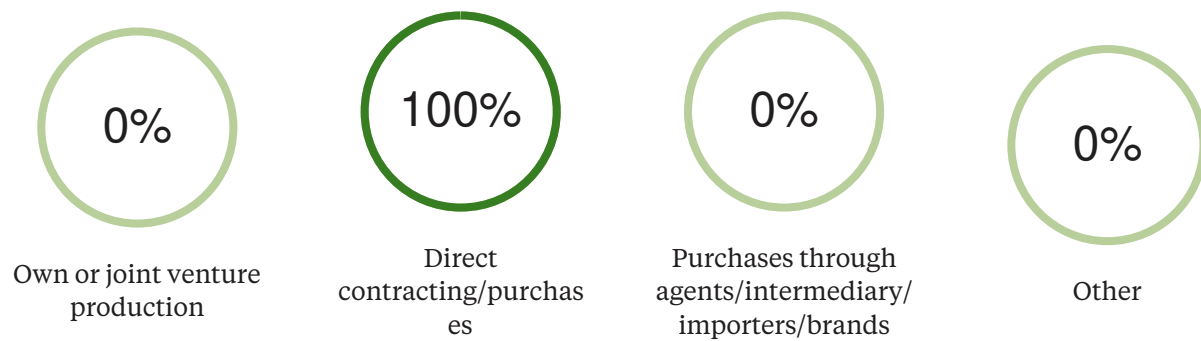 0%
Own or joint venture
production
100%
Direct
contracting/purchas
es
0%
Purchases through
agents/intermediary/
importers/brands
0%
Other